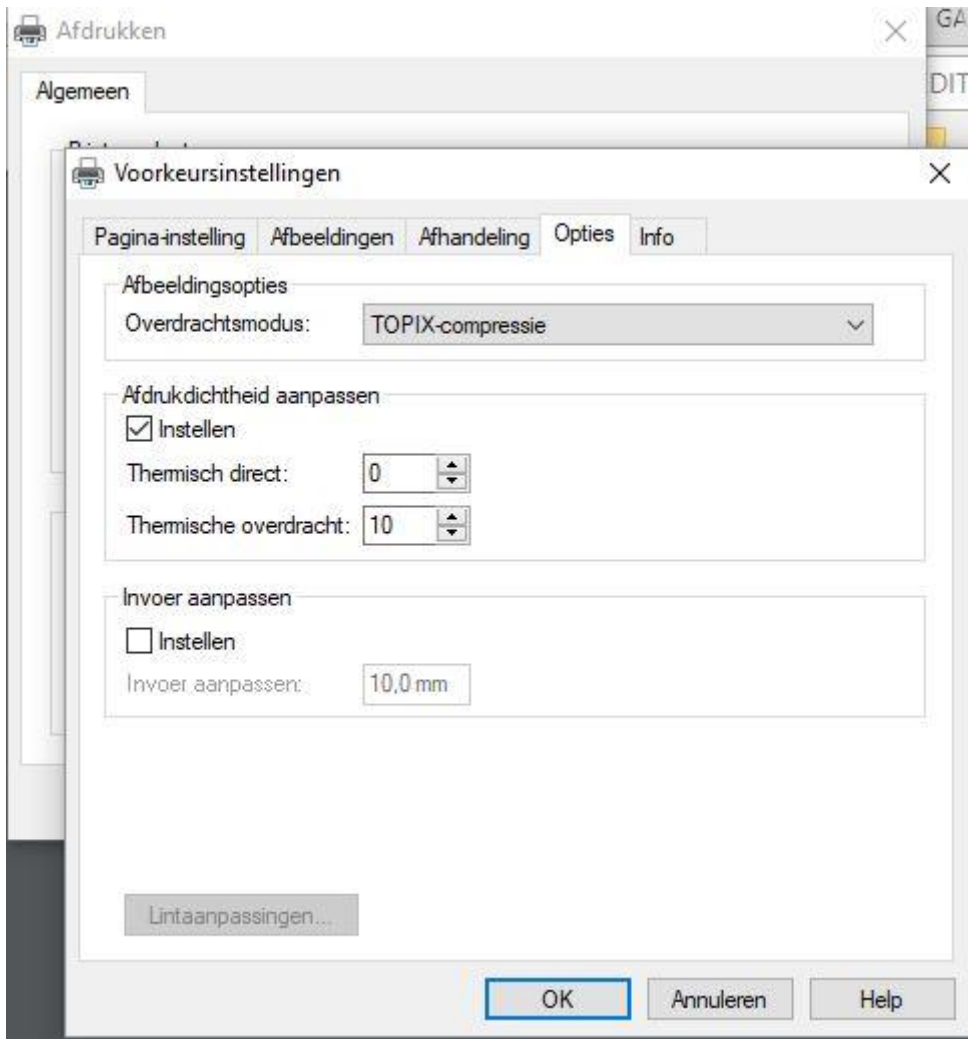 Afdrukken
GA
DIT
Algemeen
Voorkeursinstellingen
Pagina-instelling Afbeeldingen Afhandeling Opties Info
Afbeeldingsopties
Overdrachtsmodus: TOPIX-compressie
Afdrukdichtheid aanpassen
Instellen
Thermisch direct: 0
Thermische overdracht: 10
Invoer aanpassen
Instellen
Invoer aanpassen: 10,0 mm
Lintaanpassingen...
OK Annuleren Help